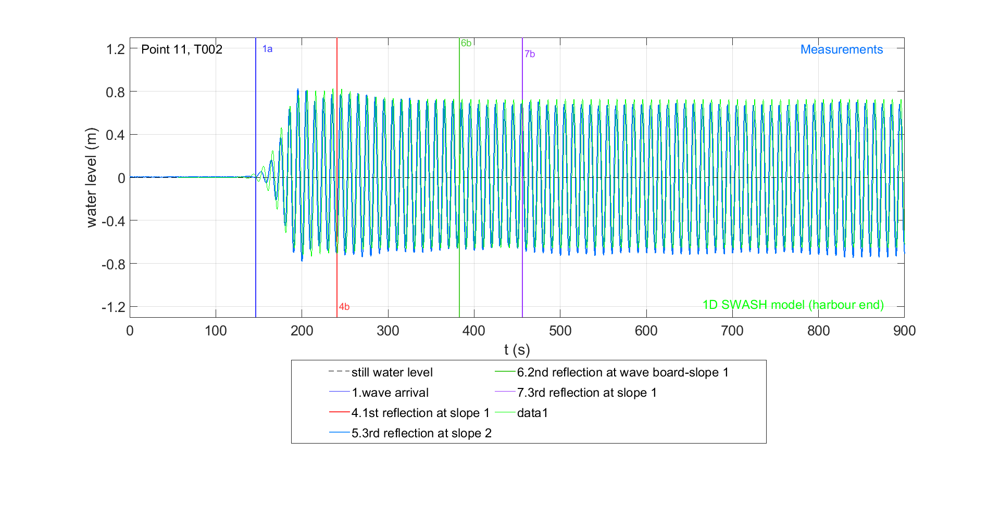 Point 11, T002
1a
6b
7b
Measurements
4b
1D SWASH model (harbour end)
1.2
0.8
0.4
0
-0.4
-0.8
-1.2
water level (m)
0 100 200 300 400 500 600 700 800 900
t (s)
still water level
1.wave arrival
4.1st reflection at slope 1
5.3rd reflection at slope 2
6.2nd reflection at wave board-slope 1
7.3rd reflection at slope 1
data1